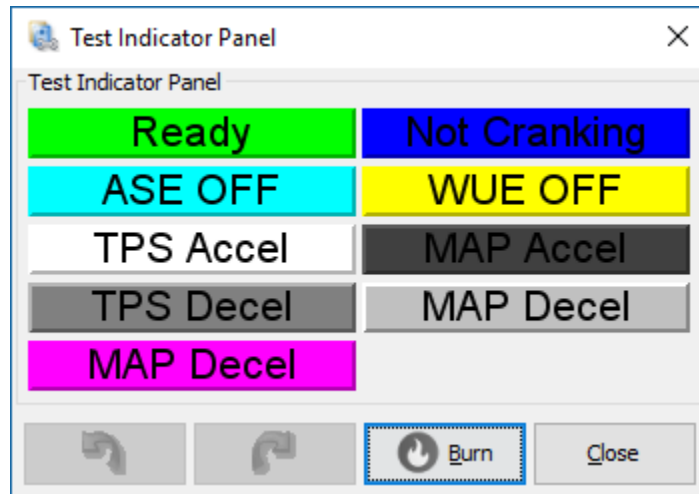 Test Indicator Panel
Test Indicator Panel
Ready
Not Cranking
ASE OFF
WUE OFF
TPS Accel
MAP Accel
TPS Decel
MAP Decel
MAP Decel
Burn
Close